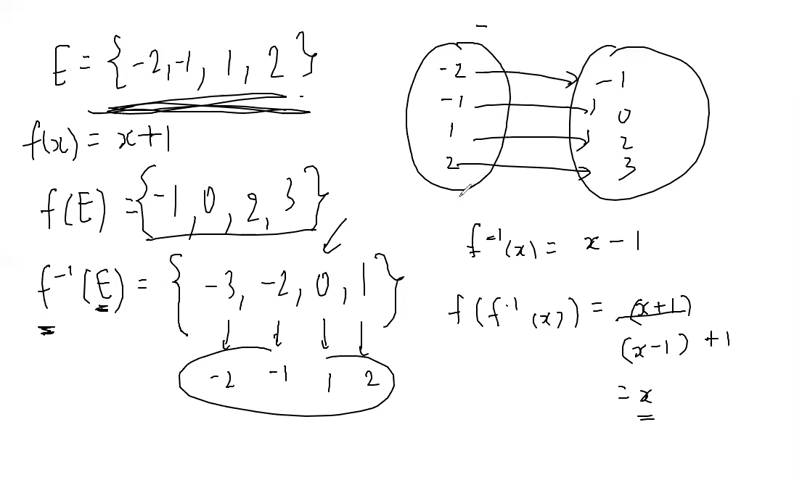 E = {-2,-1, 1, 2}
f(x) = x+1
f(E) = {-1, 0, 2, 3}
f⁻¹(E) = { -3, -2, 0, 1 }
-2 -1 1 2
-2 -1
-1 0
1 2
2 3
f⁻¹(x) = x - 1
f(f⁻¹(x)) = (x+1)
(x-1) +1
= x